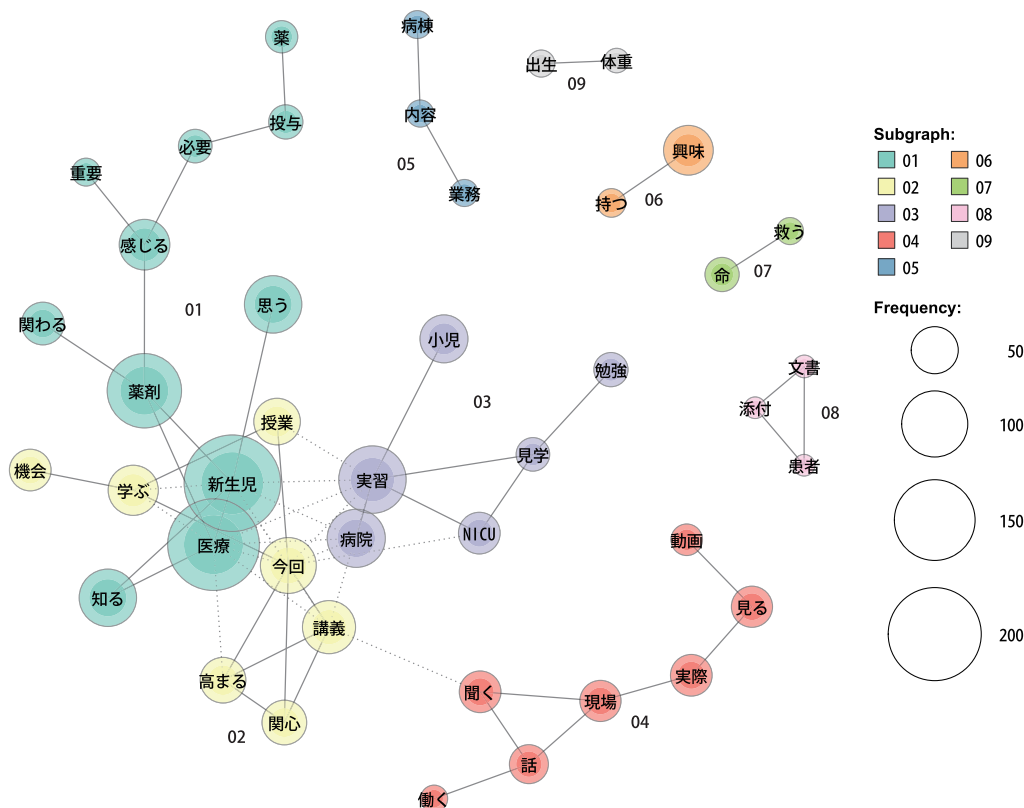 薬
病棟
出生
体重
09
投与
内容
必要
05
興味
重要
業務
持つ
06
感じる
救う
命
07
関わる
01
思う
小児
薬剤
03
勉強
文書
添付
08
患者
授業
機会
学ぶ
新生児
実習
見学
医療
病院
NICU
今回
知る
講義
高まる
関心
02
動画
見る
実際
聞く
現場
04
話
働く
Subgraph:
01
02
03
04
05
06
07
08
09
Frequency:
50
100
150
200